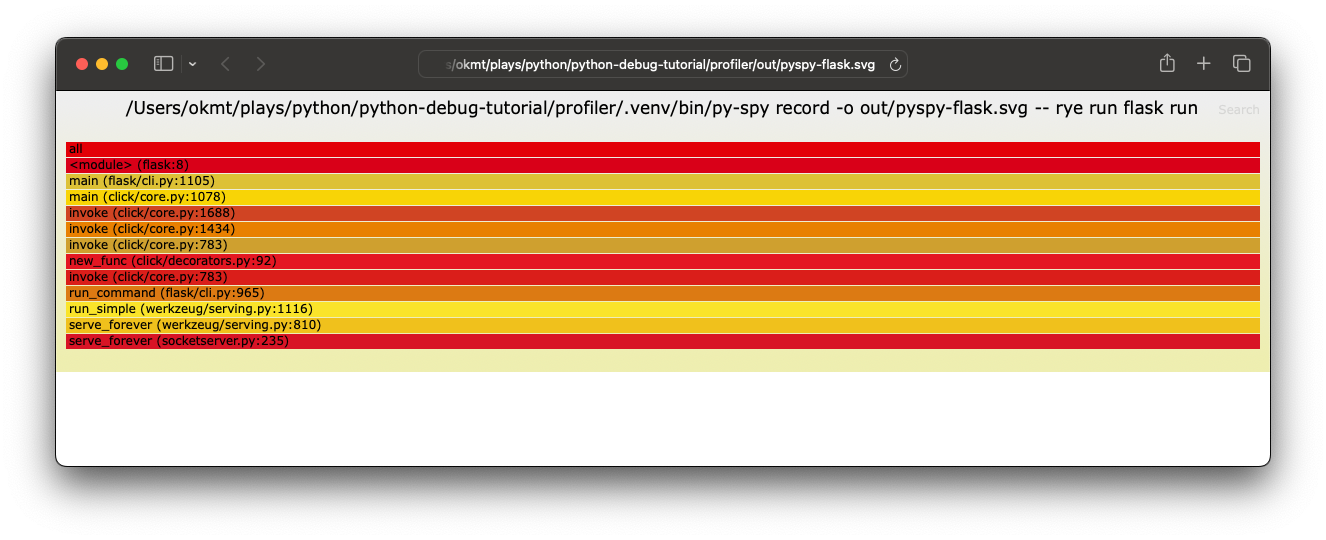 s/okmt/plays/python/python-debug-tutorial/profiler/out/pyspy-flask.svg
/Users/okmt/plays/python/python-debug-tutorial/profiler/.venv/bin/py-spy record -o out/pyspy-flask.svg -- rye run flask run
Search
all
<module> (flask:8)
main (flask/cli.py:1105)
main (click/core.py:1078)
invoke (click/core.py:1688)
invoke (click/core.py:1434)
invoke (click/core.py:783)
new_func (click/decorators.py:92)
invoke (click/core.py:783)
run_command (flask/cli.py:965)
run_simple (werkzeug/serving.py:1116)
serve_forever (werkzeug/serving.py:810)
serve_forever (socketserver.py:235)